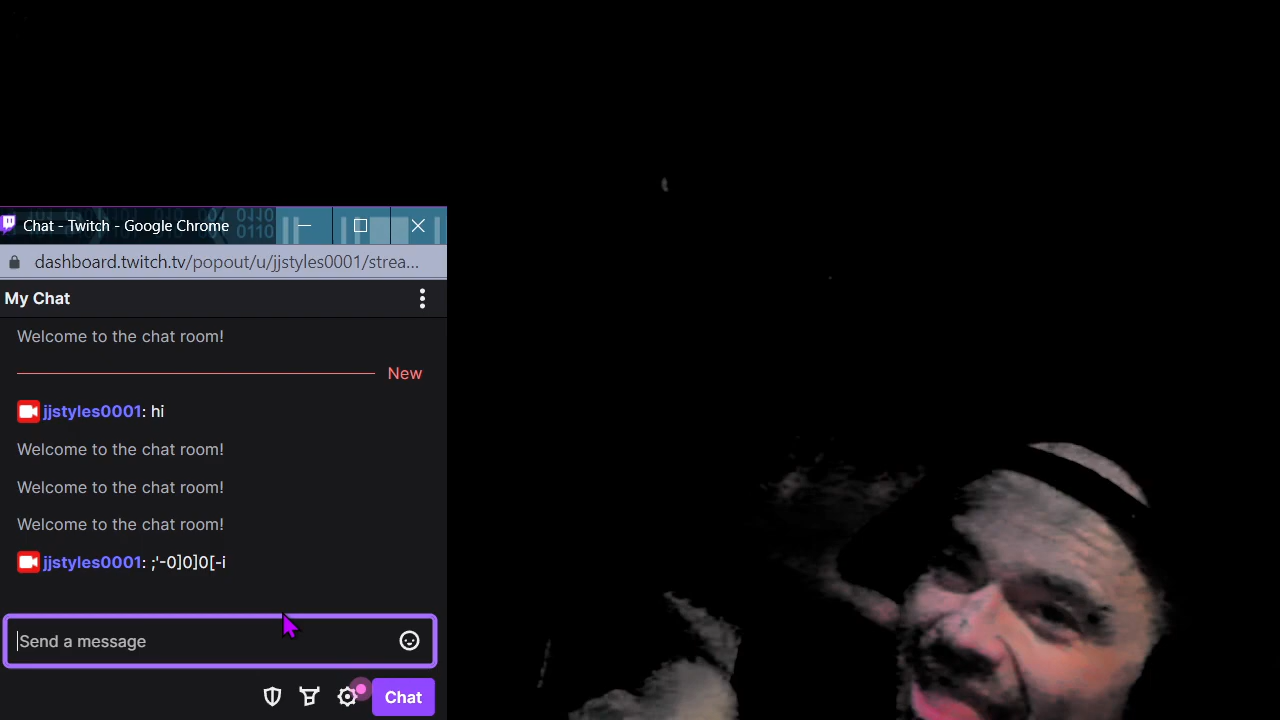 Chat - Twitch - Google Chrome
dashboard.twitch.tv/popout/u/jjstyles0001/strea...
My Chat
Welcome to the chat room!
New
jjstyles0001: hi
Welcome to the chat room!
Welcome to the chat room!
Welcome to the chat room!
jjstyles0001: ;'-0]0]0[-i
Send a message
Chat